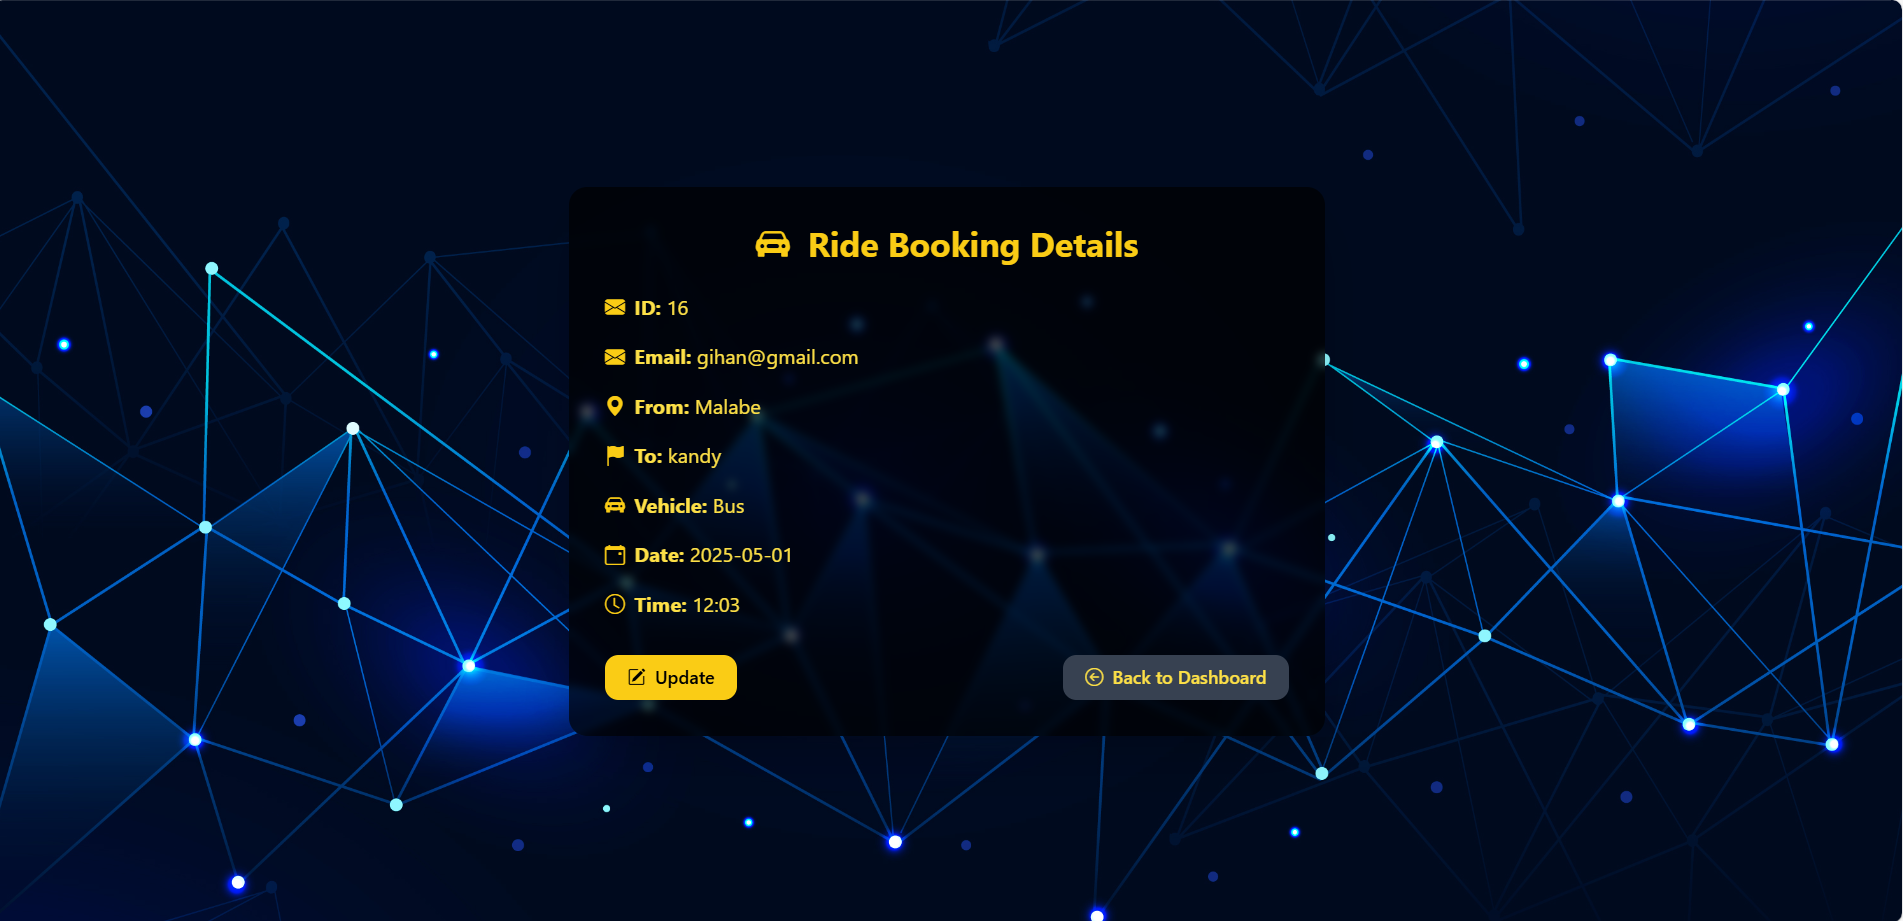 Ride Booking Details
ID: 16
Email: gihan@gmail.com
From: Malabe
To: kandy
Vehicle: Bus
Date: 2025-05-01
Time: 12:03
Update
Back to Dashboard